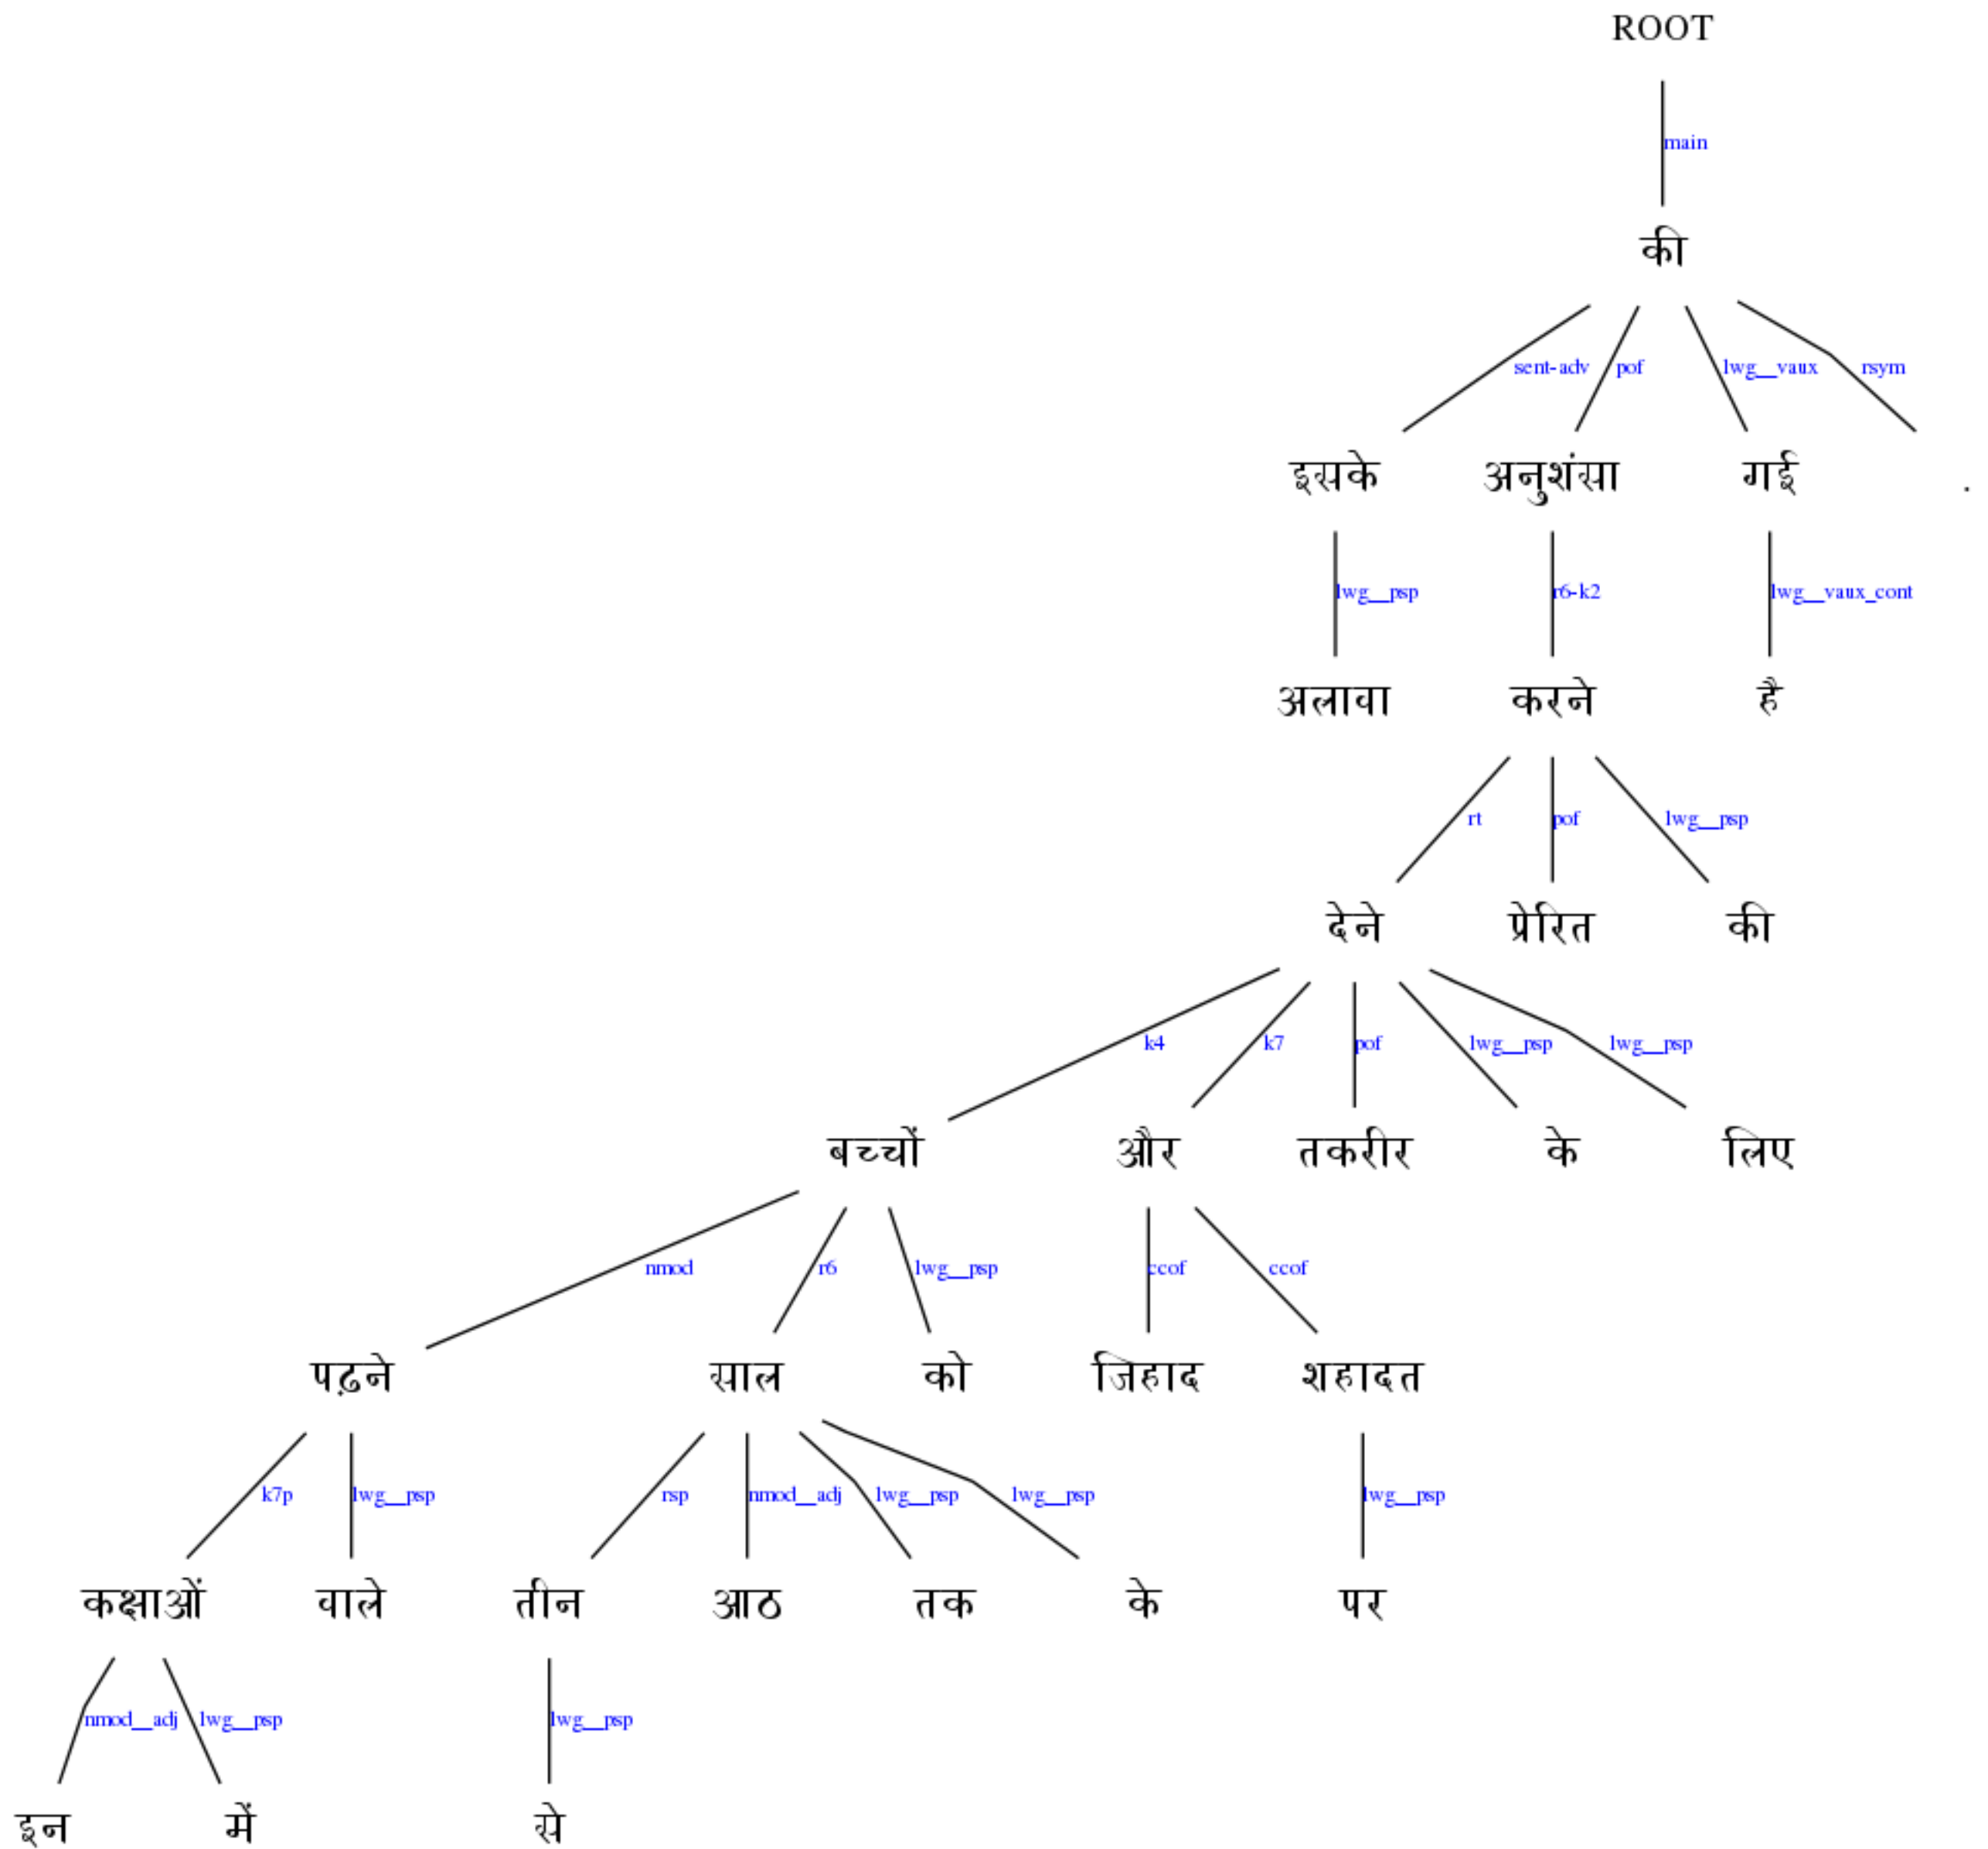 ROOT
main
की
sent-adv pof lwg__vaux rsym
इसके अनुशंसा गई .
lwg__psp r6-k2 lwg__vaux_cont
अलावा करने है
rt pof lwg__psp
देने प्रेरित की
k4 k7 pof lwg__psp lwg__psp
बच्चों और तकरीर के लिए
nmod r6 lwg__psp ccof ccof
पढ़ने साल को जिहाद शहादत
k7p lwg__psp rsp nmod__adj lwg__psp lwg__psp lwg__psp
कक्षाओं वाले तीन आठ तक के पर
nmod__adj lwg__psp lwg__psp
इन में से